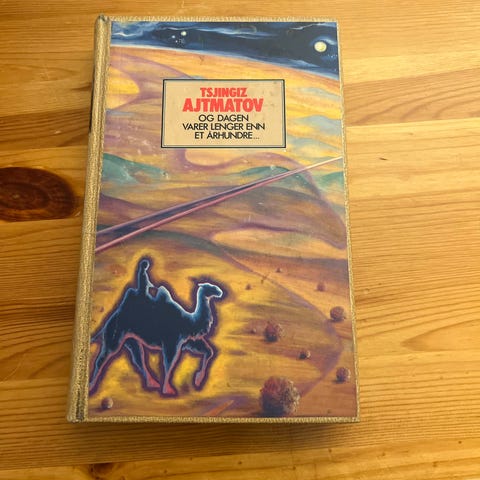 TSJINGIZ
AJTMATOV
OG DAGEN
VARER LENGER ENN
ET ÅRHUNDRE...